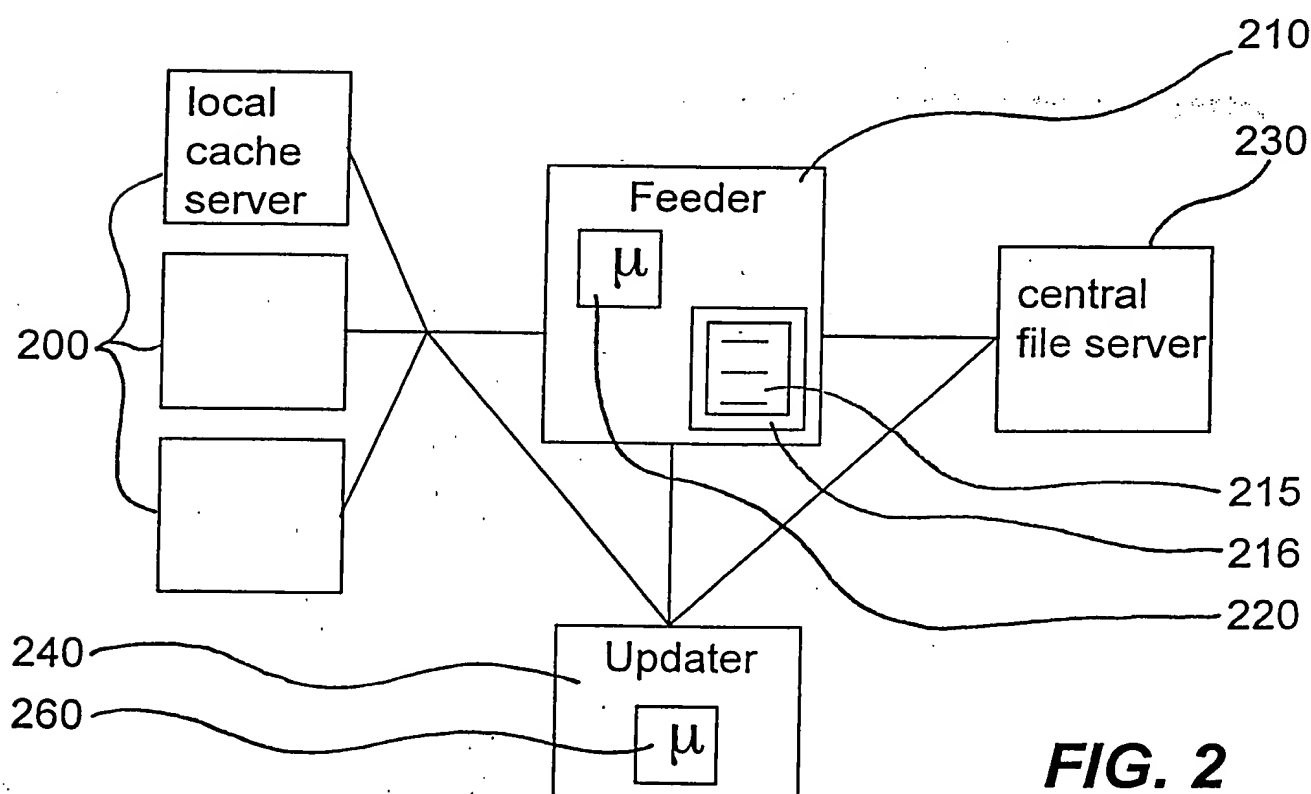 210
local
cache
server
230
Feeder
μ
central
file server
200
215
216
220
240
Updater
260
μ
FIG. 2